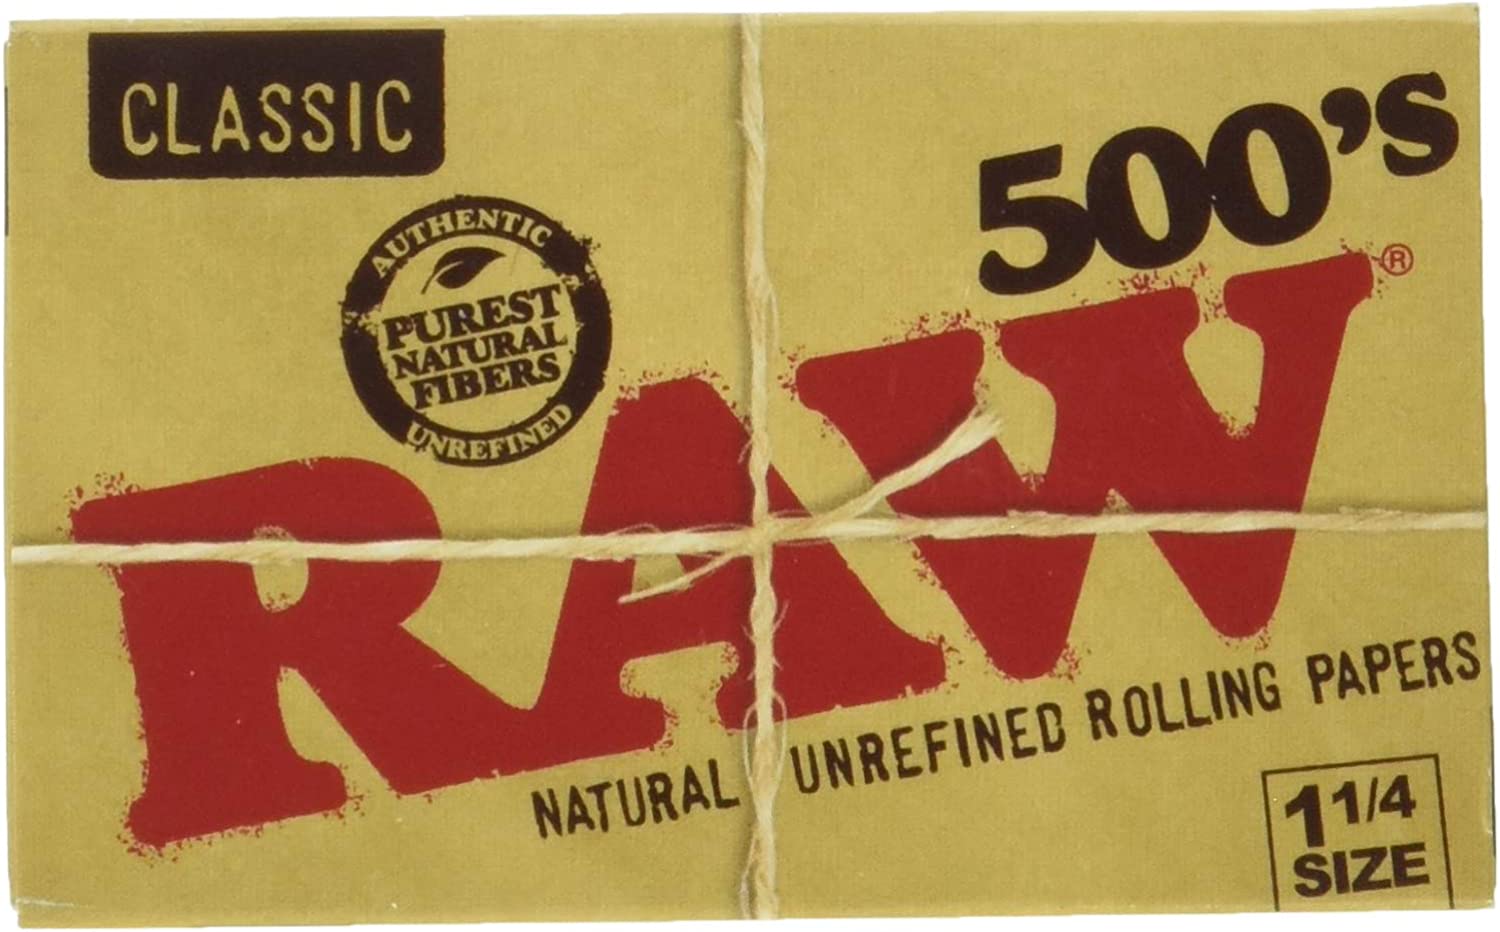 CLASSIC
500's
AUTHENTIC
PUREST
NATURAL
FIBERS
UNREFINED
RAW®
NATURAL UNREFINED ROLLING PAPERS
1 1/4
SIZE